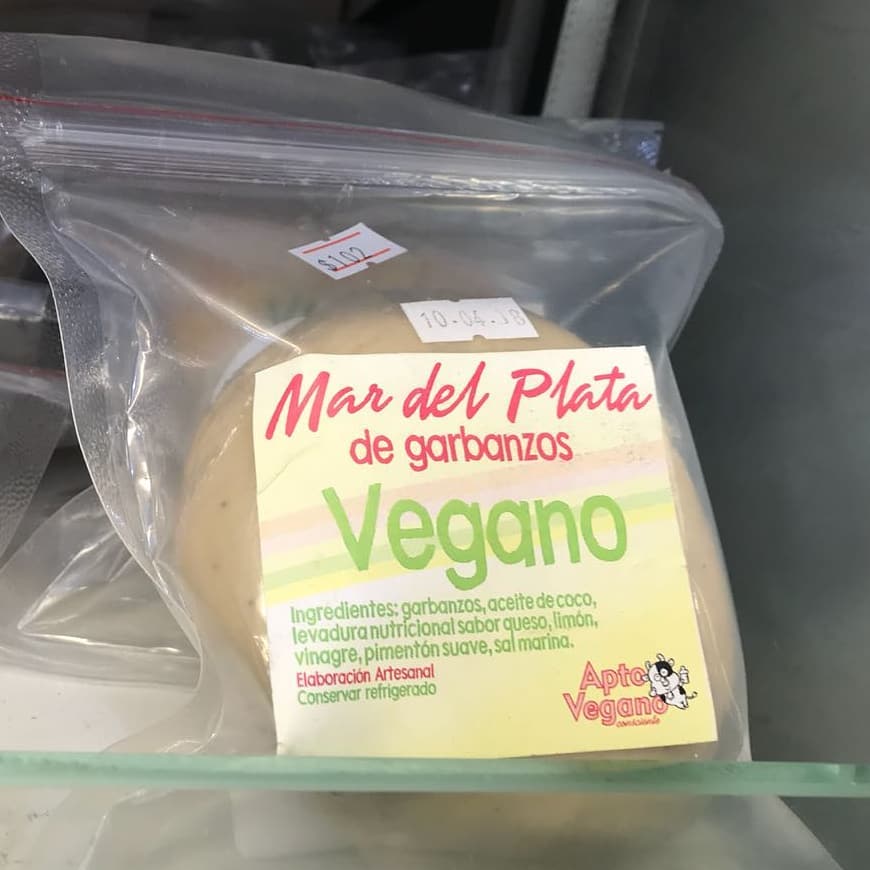 $102
10.04.18
Mar del Plata
de garbanzos
Vegano
Ingredientes: garbanzos, aceite de coco,
levadura nutricional sabor queso, limón,
vinagre, pimentón suave, sal marina.
Elaboración Artesanal
Conservar refrigerado
Apto
Vegano
consciente